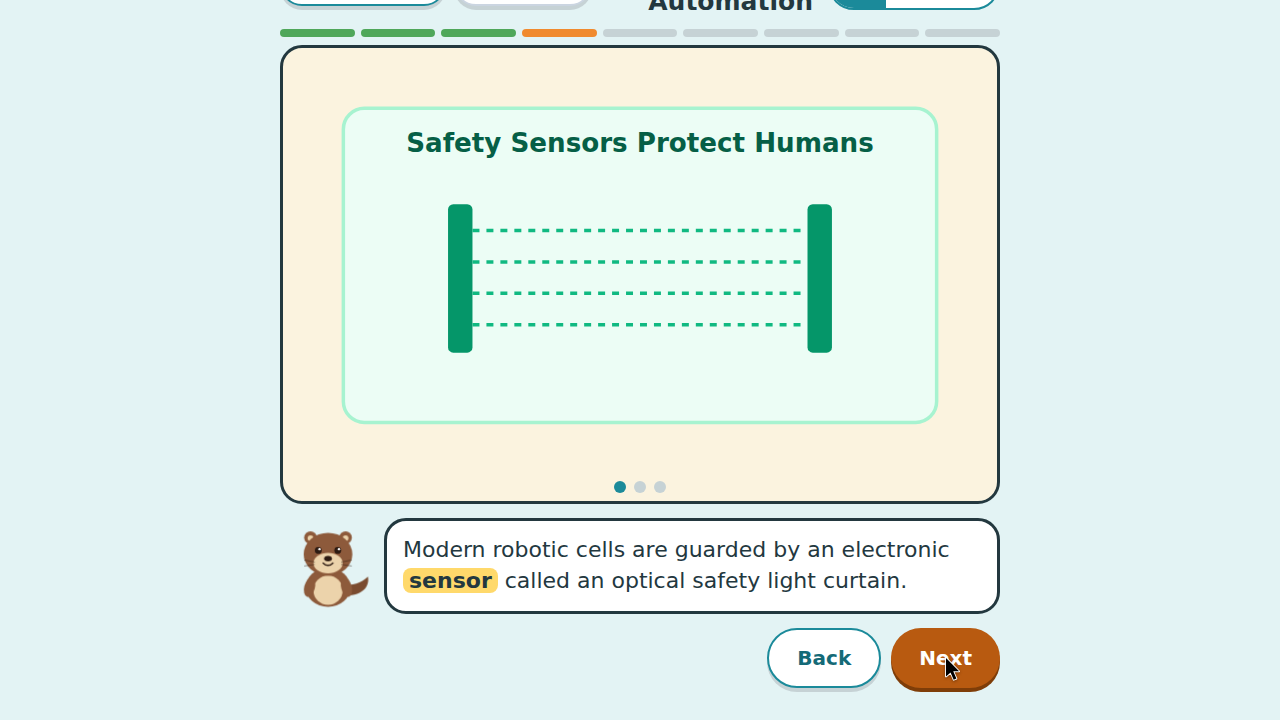 Automation
Safety Sensors Protect Humans
Modern robotic cells are guarded by an electronic
sensor called an optical safety light curtain.
Back
Next